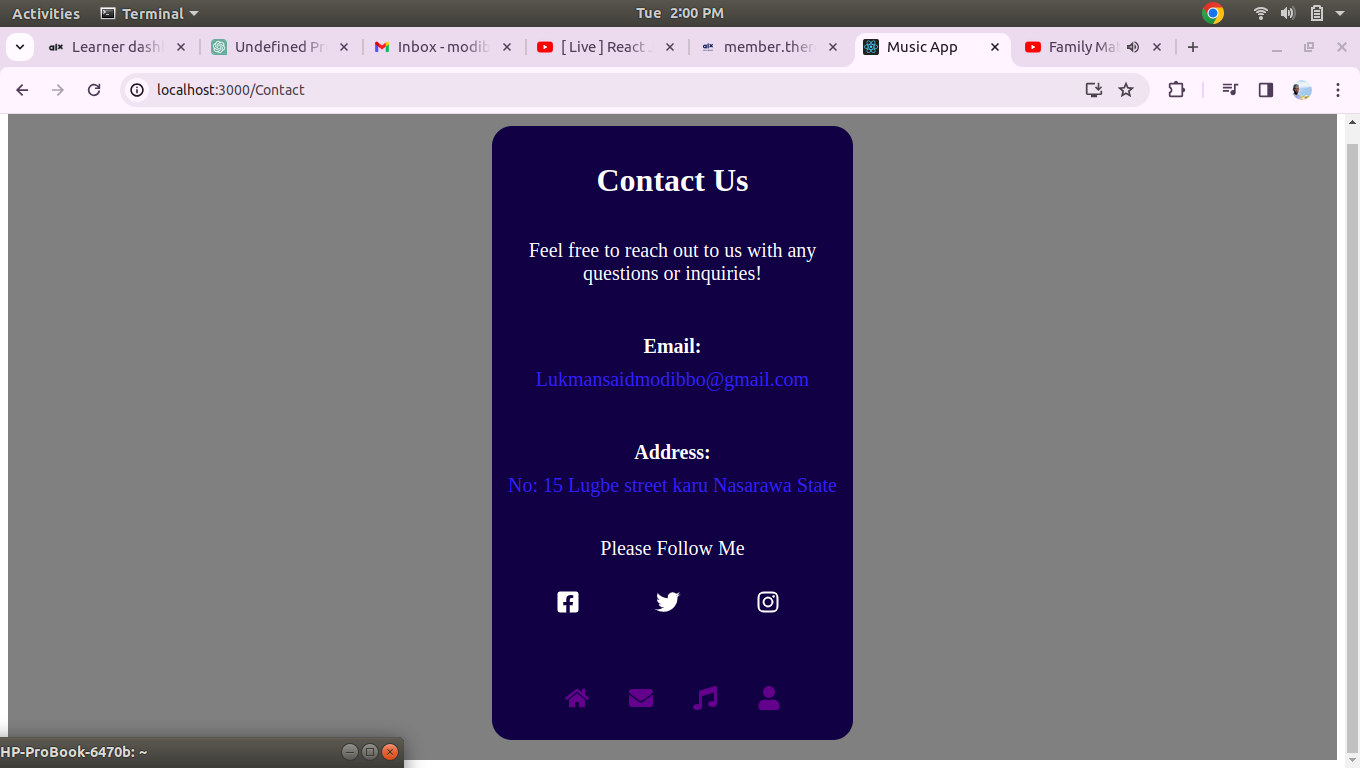 Activities Terminal Tue 2:00 PM
alx Learner dash Undefined Pr Inbox - modib [ Live ] React alx member.ther Music App Family Ma
localhost:3000/Contact
Contact Us
Feel free to reach out to us with any
questions or inquiries!
Email:
Lukmansaidmodibbo@gmail.com
Address:
No: 15 Lugbe street karu Nasarawa State
Please Follow Me
HP-ProBook-6470b: ~